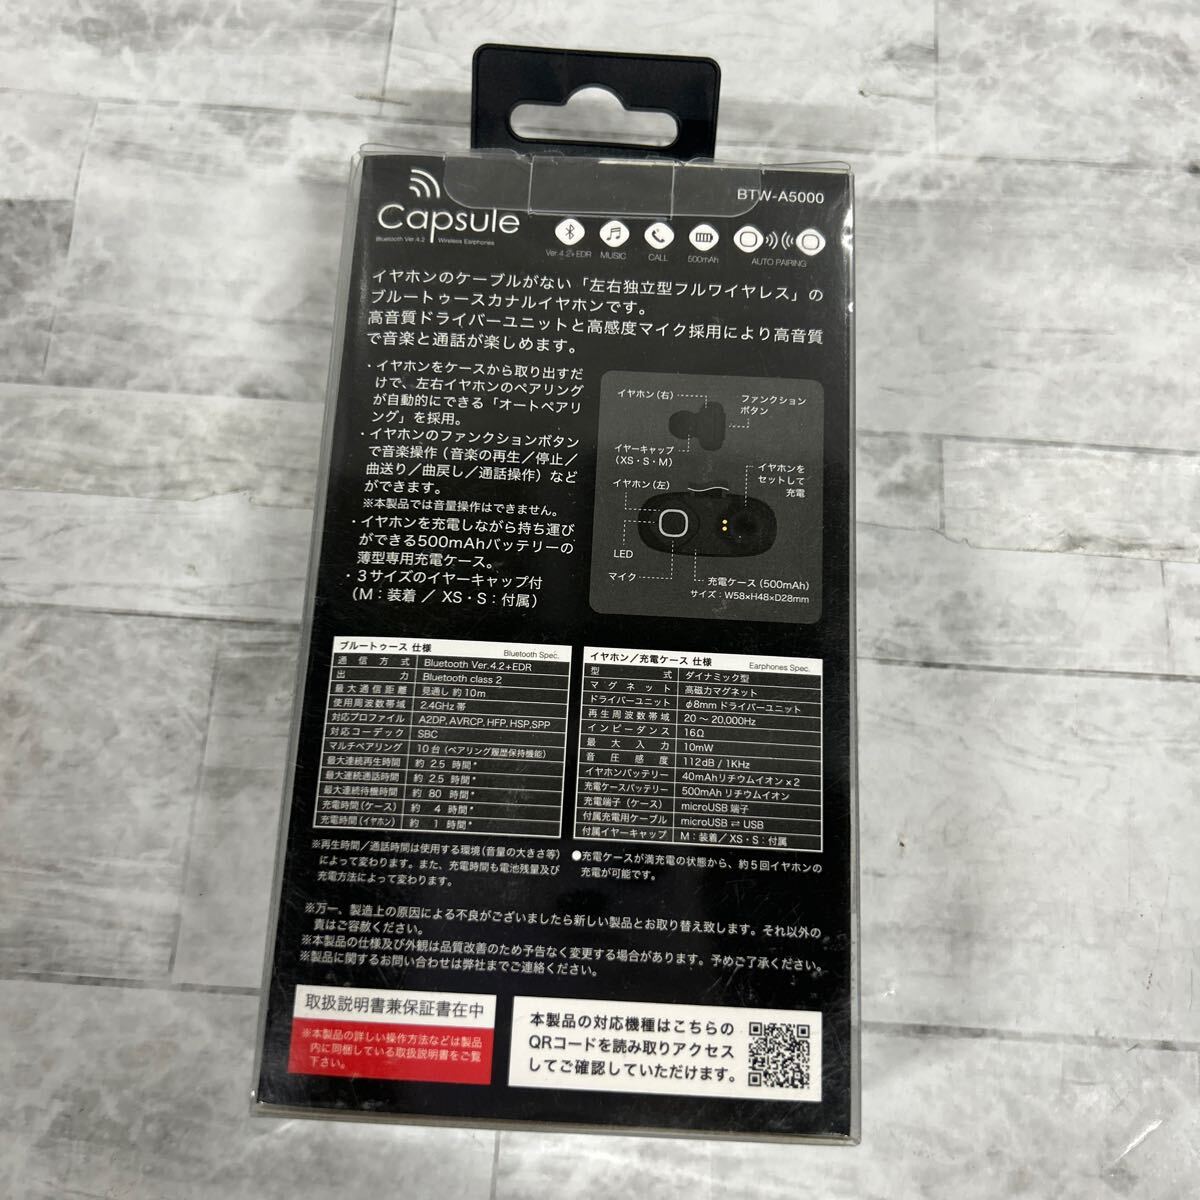 BTW-A5000
Capsule
Bluetooth Ver.4.2 Wireless Earphones
Ver.4.2+EDR
MUSIC
CALL
500mAh
AUTO PAIRING
イヤホンのケーブルがない「左右独立型フルワイヤレス」の
ブルートゥースカナルイヤホンです。
高音質ドライバーユニットと高感度マイク採用により高音質
で音楽と通話が楽しめます。
・イヤホンをケースから取り出すだ
けで、左右イヤホンのペアリング
が自動的にできる「オートペアリ
ング」を採用。
・イヤホンのファンクションボタン
で音楽操作（音楽の再生／停止／
曲送り／曲戻し／通話操作）など
ができます。
※本製品では音量操作はできません。
・イヤホンを充電しながら持ち運び
ができる500mAhバッテリーの
薄型専用充電ケース。
・3サイズのイヤーキャップ付
（M：装着 ／ XS・S：付属）
イヤホン（右）
ファンクション
ボタン
イヤーキャップ
（XS・S・M）
イヤホンを
セットして
充電
イヤホン（左）
LED
マイク
充電ケース（500mAh）
サイズ：W58×H48×D28mm
ブルートゥース 仕様 Bluetooth Spec.
通信方式 Bluetooth Ver.4.2+EDR
出力 Bluetooth class 2
最大通信距離 見通し 約10m
使用周波数帯域 2.4GHz帯
対応プロファイル A2DP,AVRCP,HFP,HSP,SPP
対応コーデック SBC
マルチペアリング 10台（ペアリング履歴保持機能）
最大連続再生時間 約 2.5 時間*
最大連続通話時間 約 2.5 時間*
最大連続待機時間 約 80 時間*
充電時間（ケース） 約 4 時間*
充電時間（イヤホン） 約 1 時間*
イヤホン／充電ケース 仕様 Earphones Spec.
型式 ダイナミック型
マグネット 高磁力マグネット
ドライバーユニット φ8mm ドライバーユニット
再生周波数帯域 20 〜 20,000Hz
インピーダンス 16Ω
最大入力 10mW
音圧感度 112dB / 1KHz
イヤホンバッテリー 40mAhリチウムイオン×2
充電ケースバッテリー 500mAhリチウムイオン
充電端子（ケース） microUSB 端子
付属充電用ケーブル microUSB ⇌ USB
付属イヤーキャップ M：装着／XS・S：付属
※再生時間／通話時間は使用する環境（音量の大きさ等）
によって変わります。また、充電時間も電池残量及び
充電方法によって変わります。
●充電ケースが満充電の状態から、約5回イヤホンの
充電が可能です。
※万一、製造上の原因による不良がございましたら新しい製品とお取り替え致します。それ以外の
責はご容赦ください。
※本製品の仕様及び外観は品質改善のため予告なく変更する場合があります。予めご了承ください。
※製品に関するお問い合わせは弊社までご連絡ください。
取扱説明書兼保証書在中
※本製品の詳しい操作方法などは製品
内に同梱している取扱説明書をご覧
下さい。
本製品の対応機種はこちらの
QRコードを読み取りアクセス
してご確認していただけます。